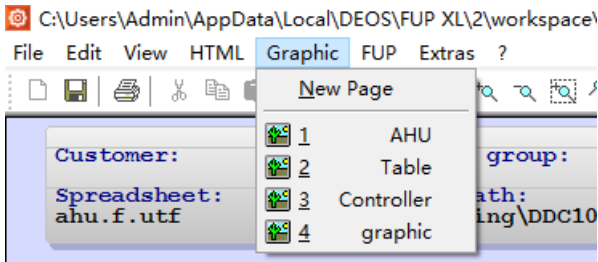 C:\Users\Admin\AppData\Local\DEOS\FUP XL\2\workspace\
File Edit View HTML Graphic FUP Extras ?
New Page
1 AHU
2 Table
3 Controller
4 graphic
Customer: group:
Spreadsheet: ath:
ahu.f.utf ing\DDC10